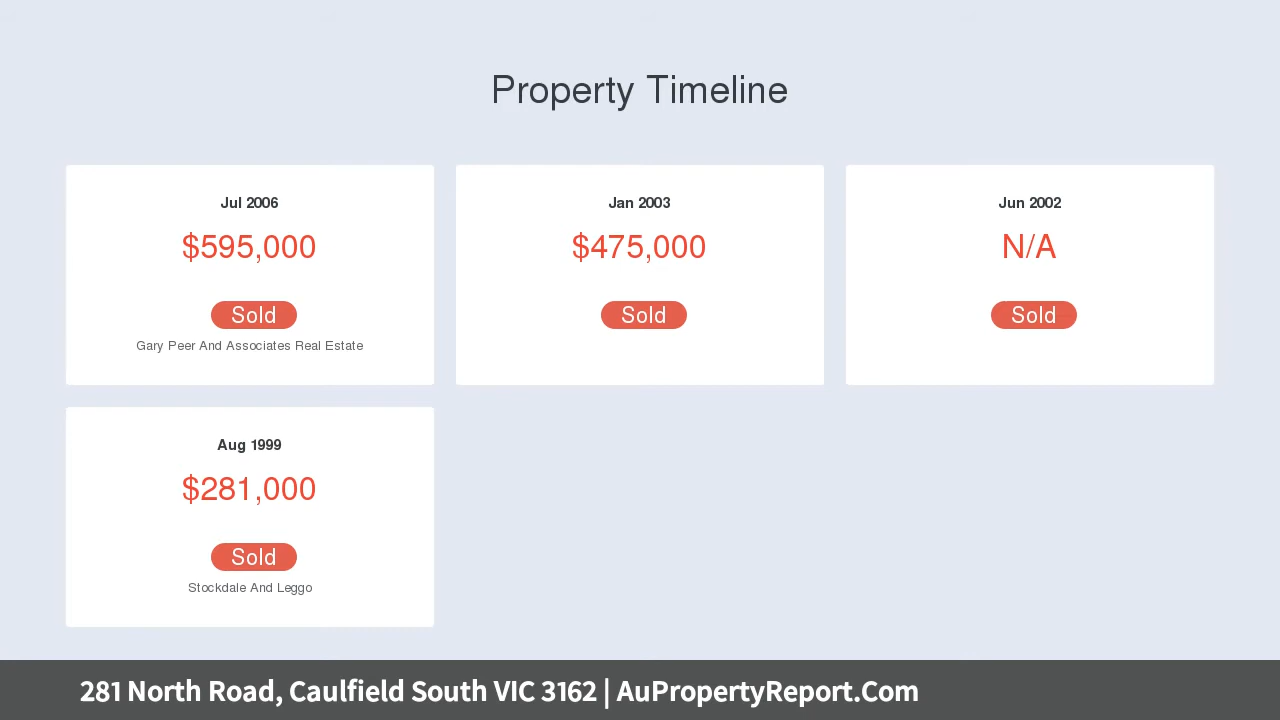 Property Timeline
Jul 2006
$595,000
Sold
Gary Peer And Associates Real Estate
Jan 2003
$475,000
Sold
Jun 2002
N/A
Sold
Aug 1999
$281,000
Sold
Stockdale And Leggo
281 North Road, Caulfield South VIC 3162 | AuPropertyReport.Com